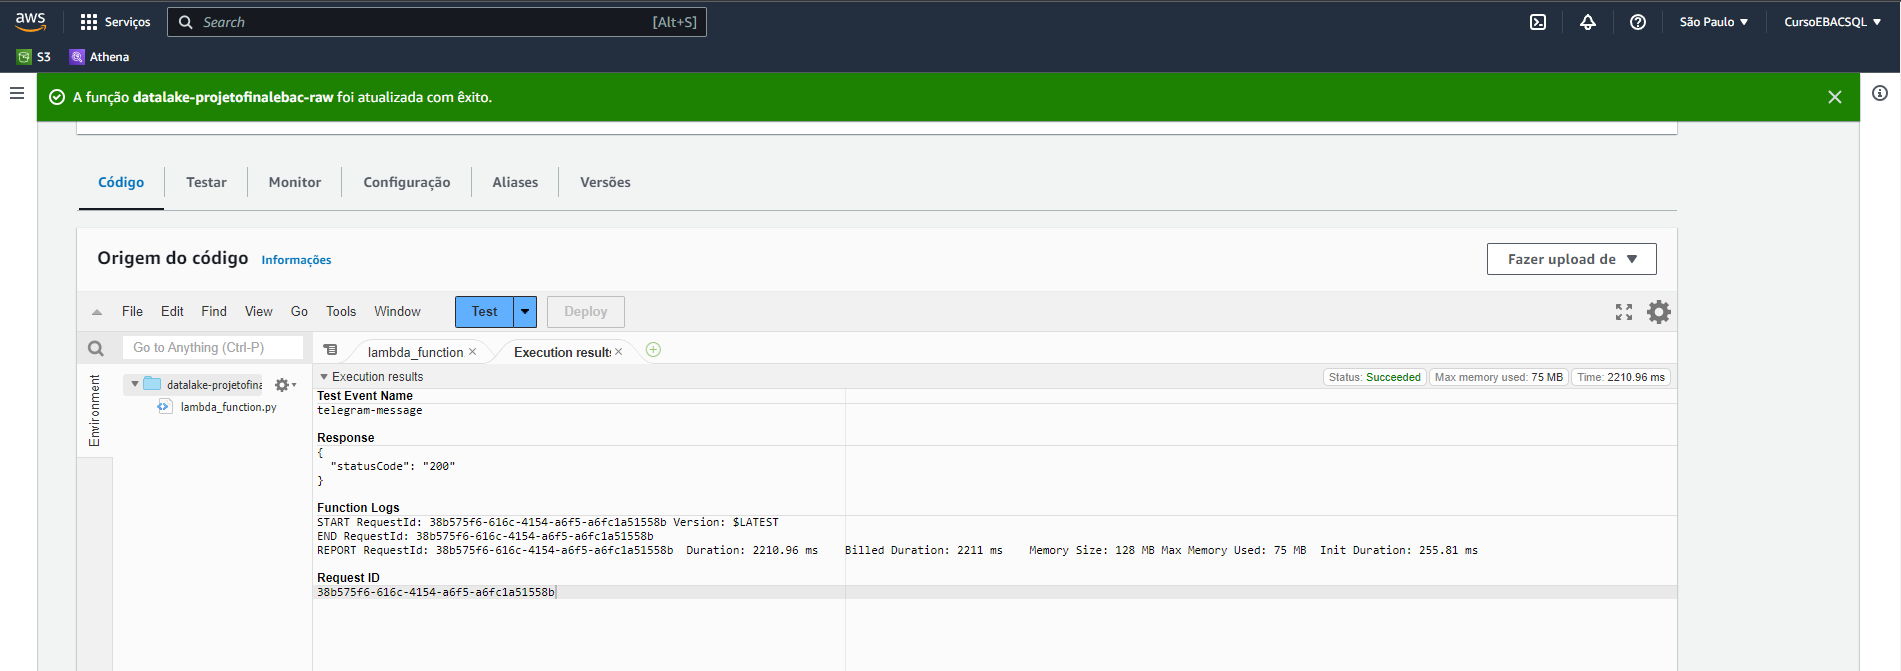 aws Serviços Search [Alt+S] São Paulo CursoEBACSQL
S3 Athena
A função datalake-projetofinalebac-raw foi atualizada com êxito.
Código Testar Monitor Configuração Aliases Versões
Origem do código Informações Fazer upload de
File Edit Find View Go Tools Window Test Deploy
Go to Anything (Ctrl-P) lambda_function Execution results
Execution results Status: Succeeded Max memory used: 75 MB Time: 2210.96 ms
Environment
datalake-projetofina
lambda_function.py
Test Event Name
telegram-message
Response
{
"statusCode": "200"
}
Function Logs
START RequestId: 38b575f6-616c-4154-a6f5-a6fc1a51558b Version: $LATEST
END RequestId: 38b575f6-616c-4154-a6f5-a6fc1a51558b
REPORT RequestId: 38b575f6-616c-4154-a6f5-a6fc1a51558b Duration: 2210.96 ms Billed Duration: 2211 ms Memory Size: 128 MB Max Memory Used: 75 MB Init Duration: 255.81 ms
Request ID
38b575f6-616c-4154-a6f5-a6fc1a51558b